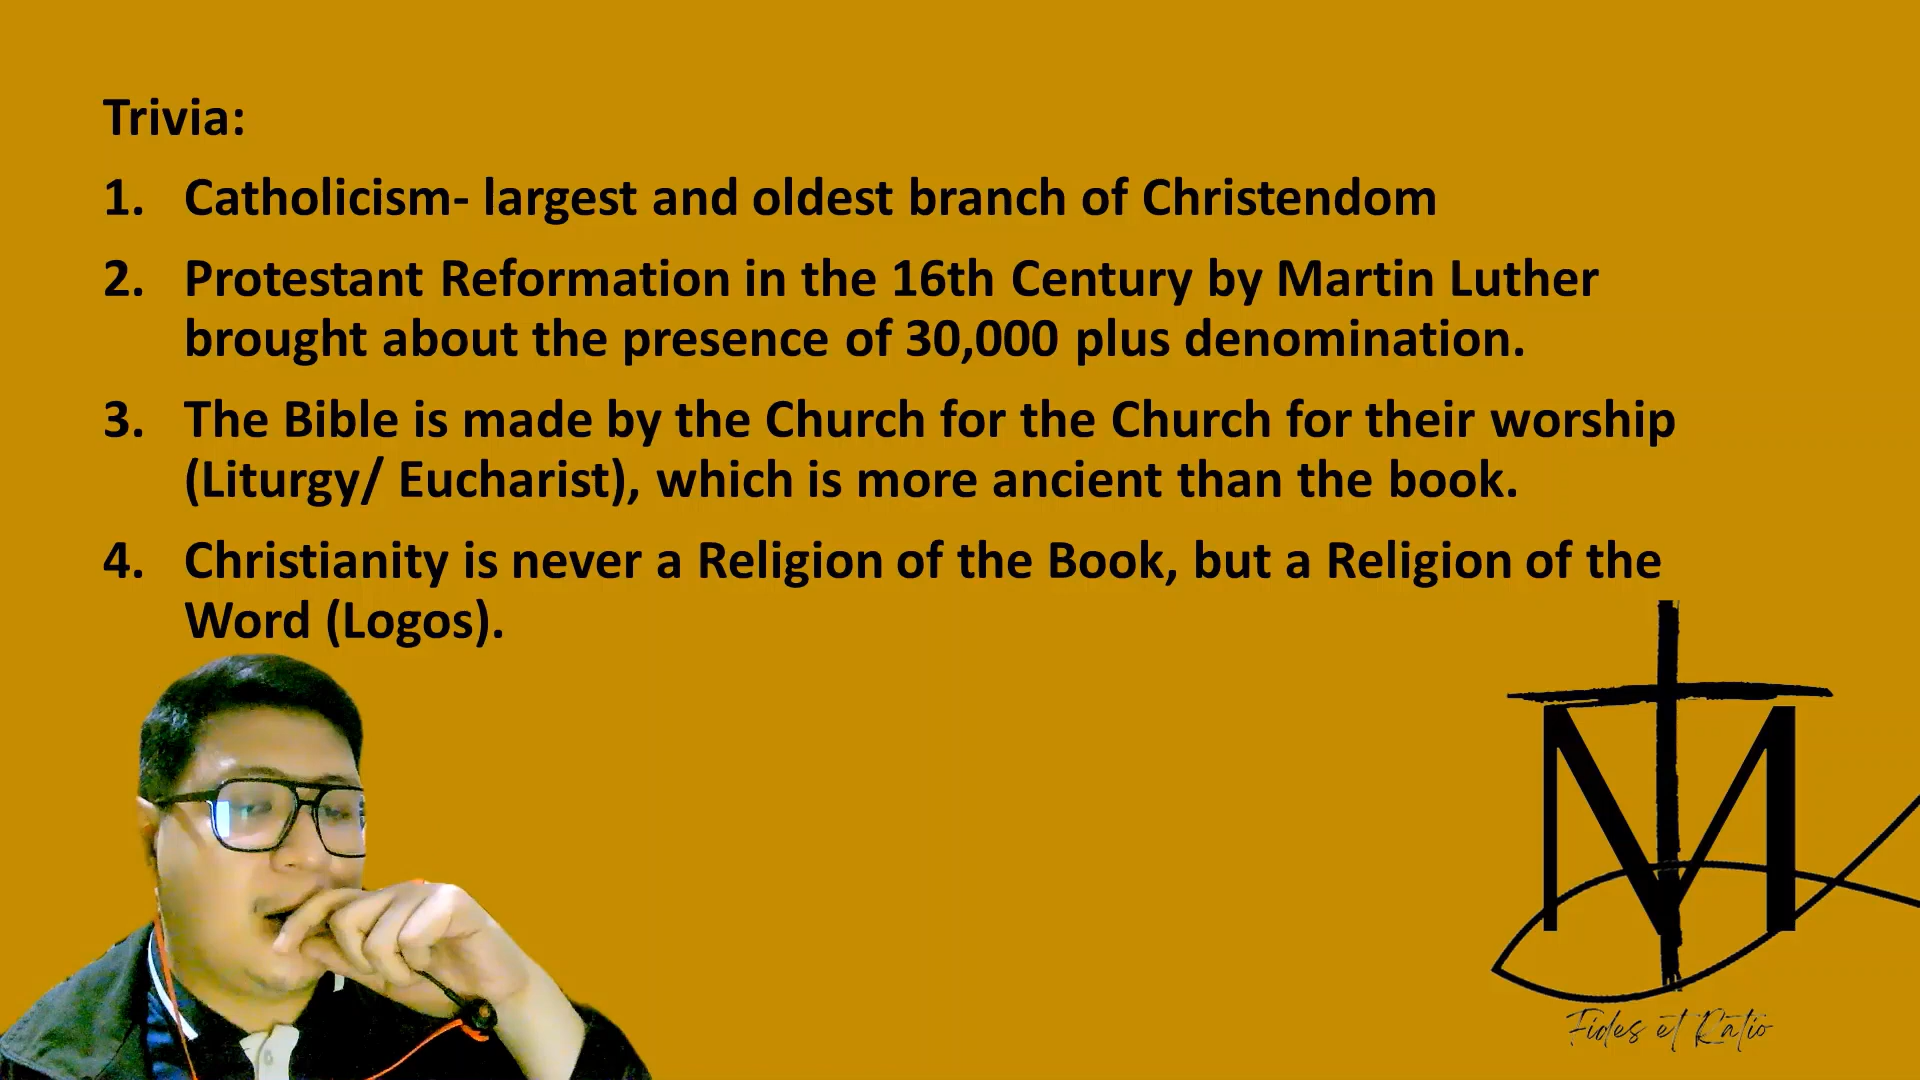 Trivia:
1. Catholicism- largest and oldest branch of Christendom
2. Protestant Reformation in the 16th Century by Martin Luther
brought about the presence of 30,000 plus denomination.
3. The Bible is made by the Church for the Church for their worship
(Liturgy/ Eucharist), which is more ancient than the book.
4. Christianity is never a Religion of the Book, but a Religion of the
Word (Logos).
M
Fides et Ratio